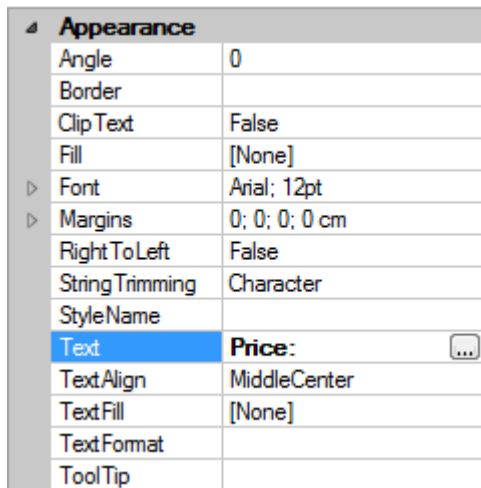 Appearance
Angle 0
Border
ClipText False
Fill [None]
Font Arial; 12pt
Margins 0; 0; 0; 0 cm
RightToLeft False
StringTrimming Character
StyleName
Text Price: ...
TextAlign MiddleCenter
TextFill [None]
TextFormat
ToolTip